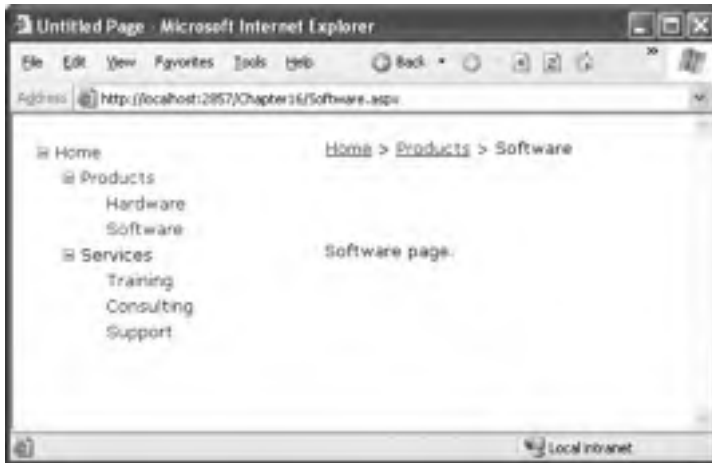 Untitled Page - Microsoft Internet Explorer
File Edit View Favorites Tools Help Back »
Address http://localhost:2857/Chapter16/Software.aspx
Home
Products
Hardware
Software
Services
Training
Consulting
Support
Home > Products > Software
Software page.
Local intranet